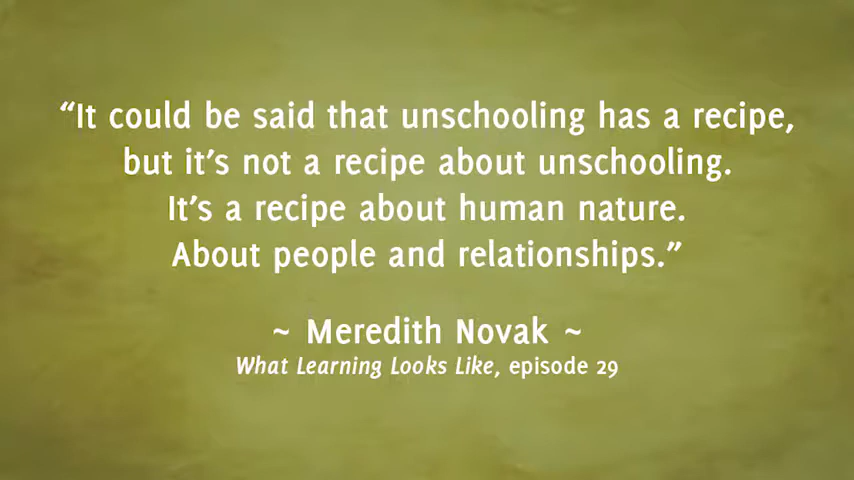 “It could be said that unschooling has a recipe,
but it’s not a recipe about unschooling.
It’s a recipe about human nature.
About people and relationships.”
~ Meredith Novak ~
What Learning Looks Like, episode 29